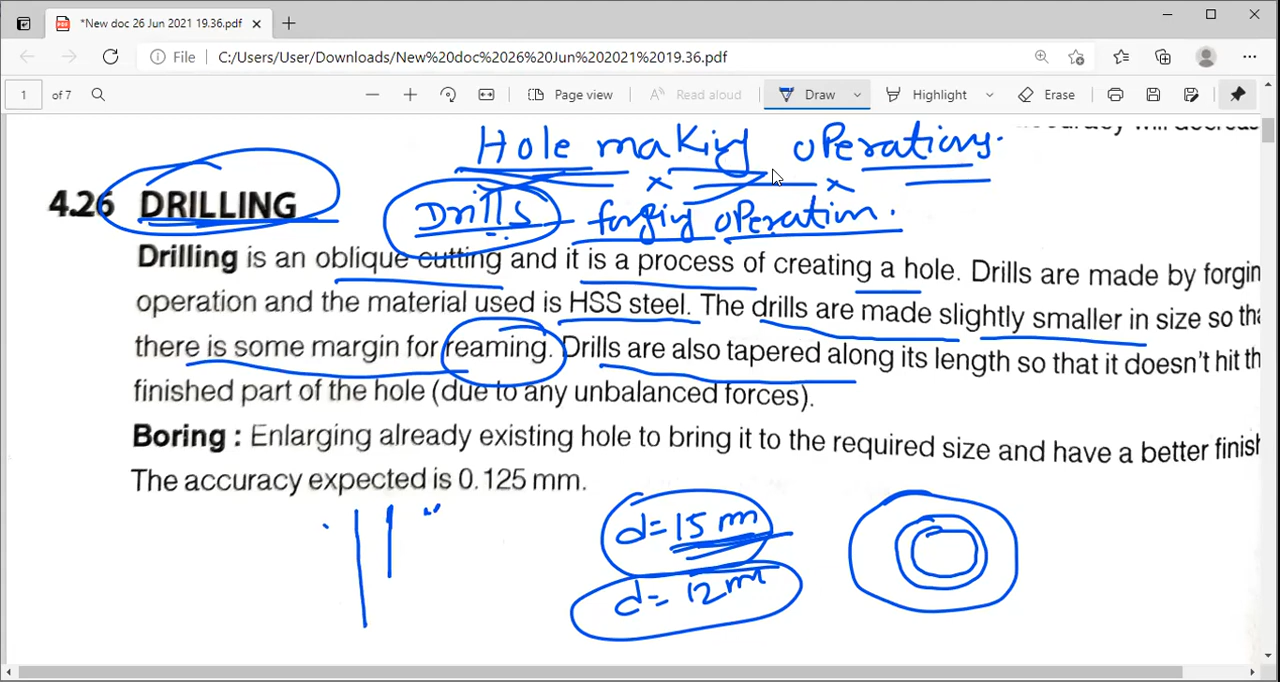 *New doc 26 Jun 2021 19.36.pdf
File C:/Users/User/Downloads/New%20doc%2026%20Jun%202021%2019.36.pdf
1 of 7 Page view Read aloud Draw Highlight Erase
Hole making operations.
4.26 DRILLING
Drills - forging operation.
Drilling is an oblique cutting and it is a process of creating a hole. Drills are made by forgin
operation and the material used is HSS steel. The drills are made slightly smaller in size so tha
there is some margin for reaming. Drills are also tapered along its length so that it doesn't hit th
finished part of the hole (due to any unbalanced forces).
Boring : Enlarging already existing hole to bring it to the required size and have a better finish
The accuracy expected is 0.125 mm.
d= 15 mm
d= 12 mm